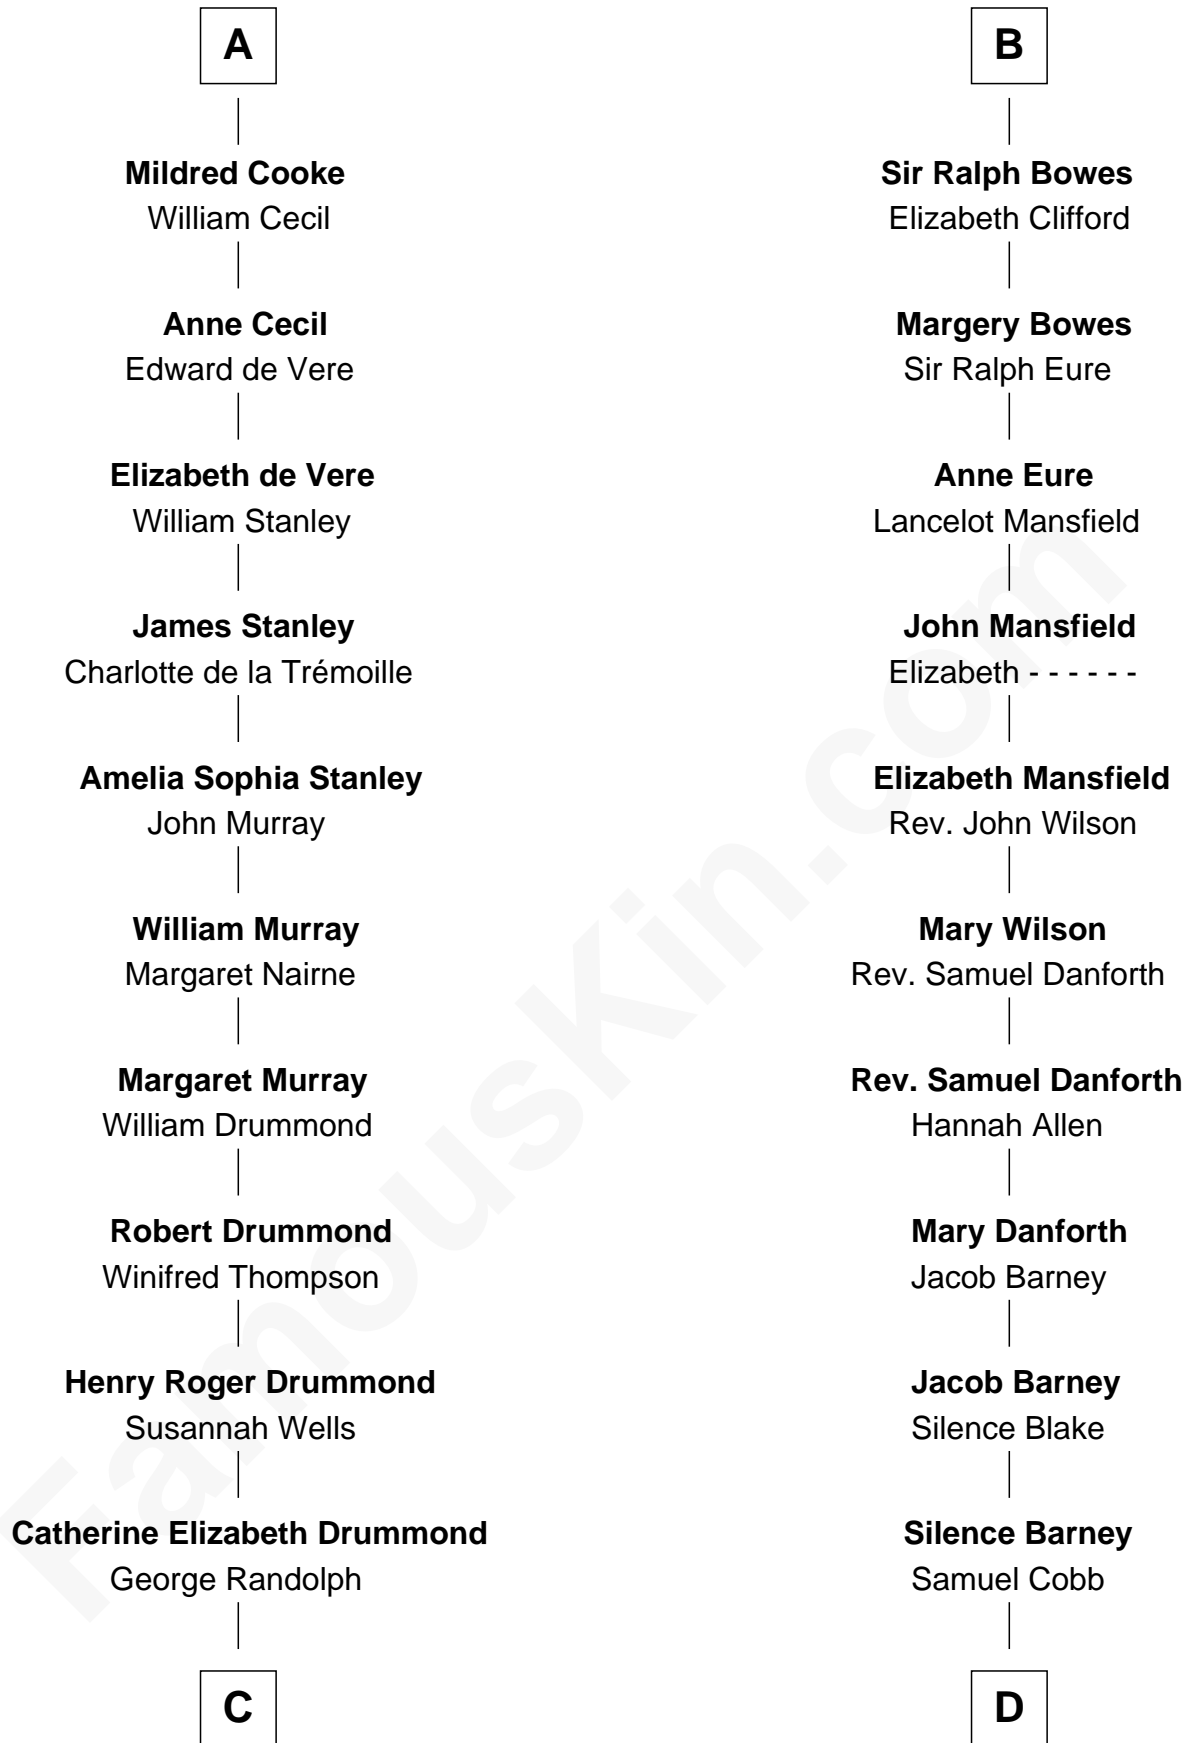 A
Mildred Cooke
William Cecil
Anne Cecil
Edward de Vere
Elizabeth de Vere
William Stanley
James Stanley
Charlotte de la Trémoille
Amelia Sophia Stanley
John Murray
William Murray
Margaret Nairne
Margaret Murray
William Drummond
Robert Drummond
Winifred Thompson
Henry Roger Drummond
Susannah Wells
Catherine Elizabeth Drummond
George Randolph
C
B
Sir Ralph Bowes
Elizabeth Clifford
Margery Bowes
Sir Ralph Eure
Anne Eure
Lancelot Mansfield
John Mansfield
Elizabeth - - - - - -
Elizabeth Mansfield
Rev. John Wilson
Mary Wilson
Rev. Samuel Danforth
Rev. Samuel Danforth
Hannah Allen
Mary Danforth
Jacob Barney
Jacob Barney
Silence Blake
Silence Barney
Samuel Cobb
D
FamousKin.com